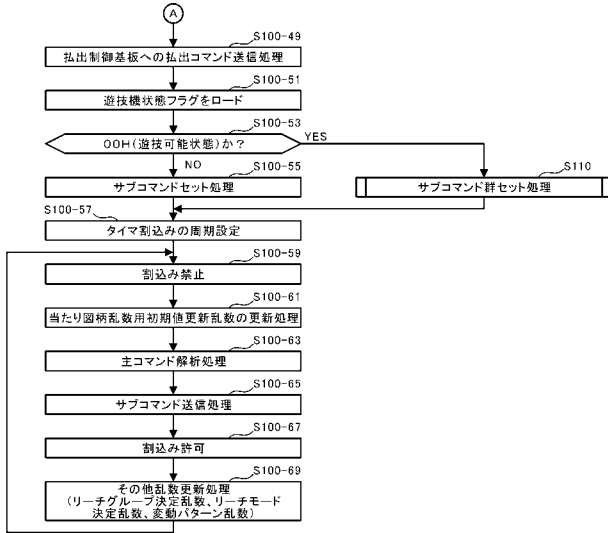 A
S100-49
払出制御基板への払出コマンド送信処理
S100-51
遊技機状態フラグをロード
S100-53
00H(遊技可能状態)か?
YES
NO
S100-55
サブコマンドセット処理
S110
サブコマンド群セット処理
S100-57
タイマ割込みの周期設定
S100-59
割込み禁止
S100-61
当たり図柄乱数用初期値更新乱数の更新処理
S100-63
主コマンド解析処理
S100-65
サブコマンド送信処理
S100-67
割込み許可
S100-69
その他乱数更新処理
(リーチグループ決定乱数、リーチモード
決定乱数、変動パターン乱数)